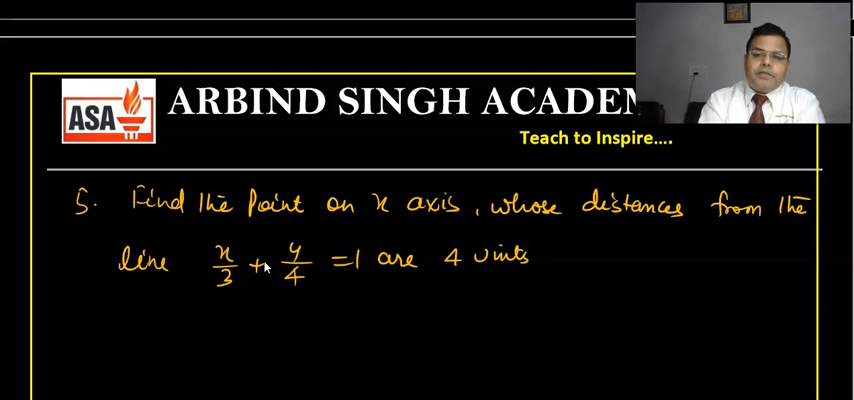 ASA
ARBIND SINGH ACADEM
Teach to Inspire....
5. Find the Point on x axis, whose distances from the
line x/3 + y/4 = 1 are 4 units